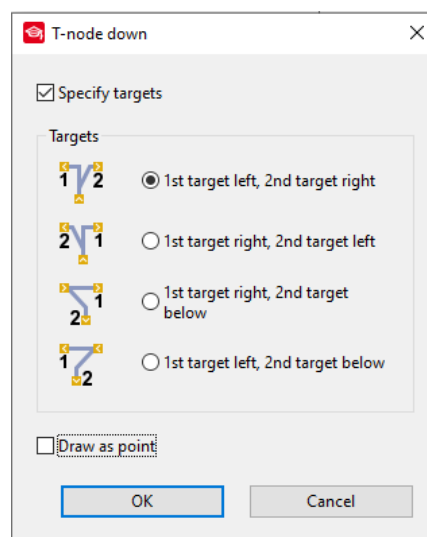 T-node down
Specify targets
Targets
1 2
1st target left, 2nd target right
2 1
1st target right, 2nd target left
1
2
1st target right, 2nd target
below
1
2
1st target left, 2nd target below
Draw as point
OK Cancel